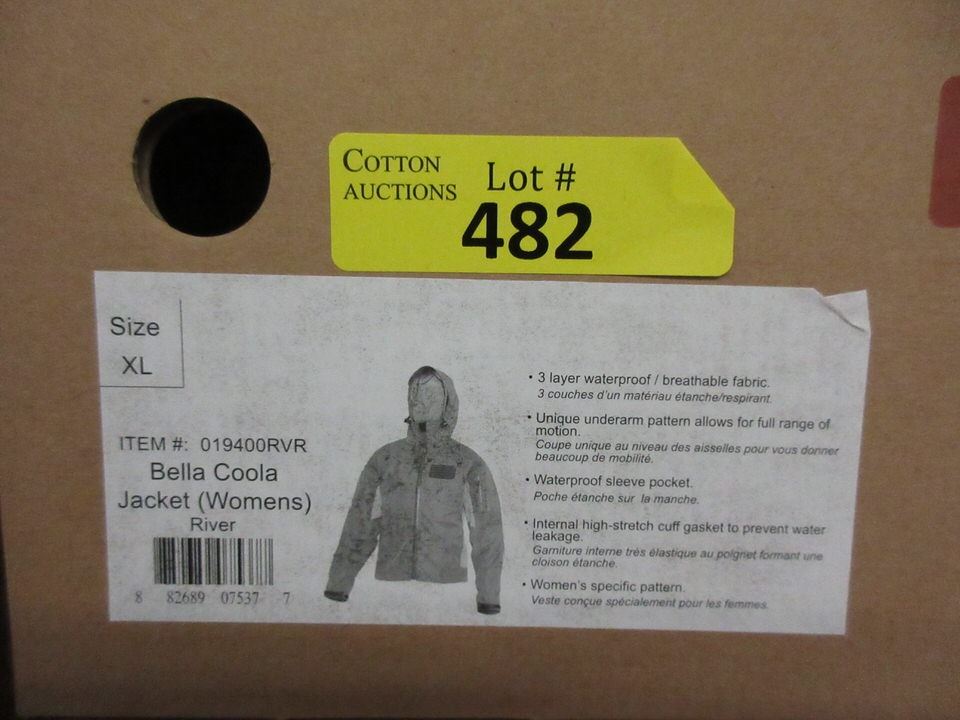 COTTON
AUCTIONS
Lot #
482
Size
XL
ITEM #: 019400RVR
Bella Coola
Jacket (Womens)
River
8 82689 07537 7
• 3 layer waterproof / breathable fabric.
3 couches d'un matériau étanche/respirant.
• Unique underarm pattern allows for full range of
motion.
Coupe unique au niveau des aisselles pour vous donner
beaucoup de mobilité.
• Waterproof sleeve pocket.
Poche étanche sur la manche.
• Internal high-stretch cuff gasket to prevent water
leakage.
Garniture interne très élastique au poignet formant une
cloison étanche.
• Women's specific pattern.
Veste conçue spécialement pour les femmes.